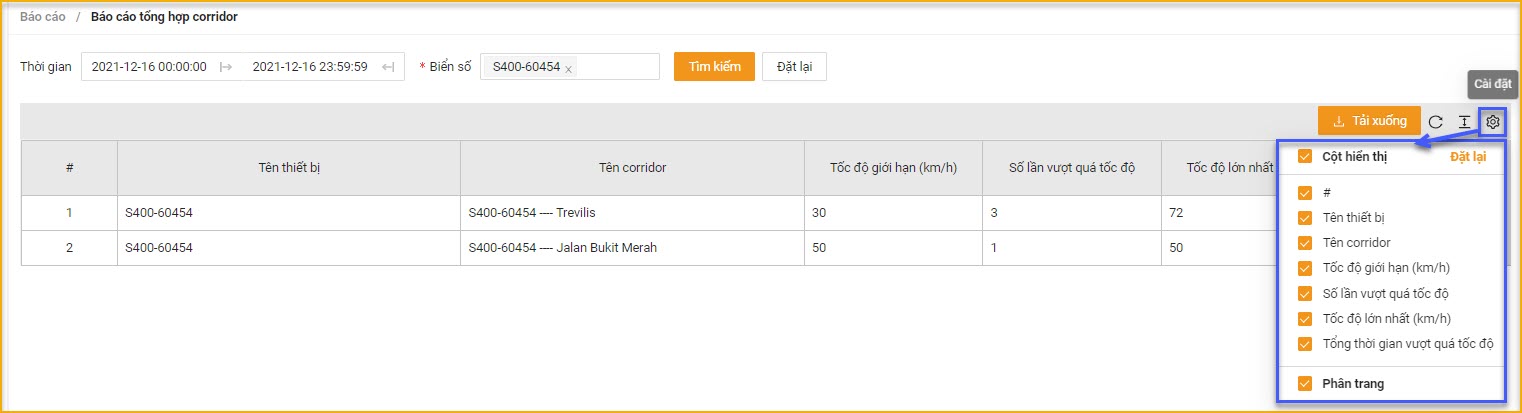 Báo cáo / Báo cáo tổng hợp corridor
Thời gian 2021-12-16 00:00:00 2021-12-16 23:59:59 * Biển số S400-60454 x Tìm kiếm Đặt lại
Cài đặt
Tải xuống
# Tên thiết bị Tên corridor Tốc độ giới hạn (km/h) Số lần vượt quá tốc độ Tốc độ lớn nhất
1 S400-60454 S400-60454 ---- Trevilis 30 3 72
2 S400-60454 S400-60454 ---- Jalan Bukit Merah 50 1 50
Cột hiển thị Đặt lại
#
Tên thiết bị
Tên corridor
Tốc độ giới hạn (km/h)
Số lần vượt quá tốc độ
Tốc độ lớn nhất (km/h)
Tổng thời gian vượt quá tốc độ
Phân trang